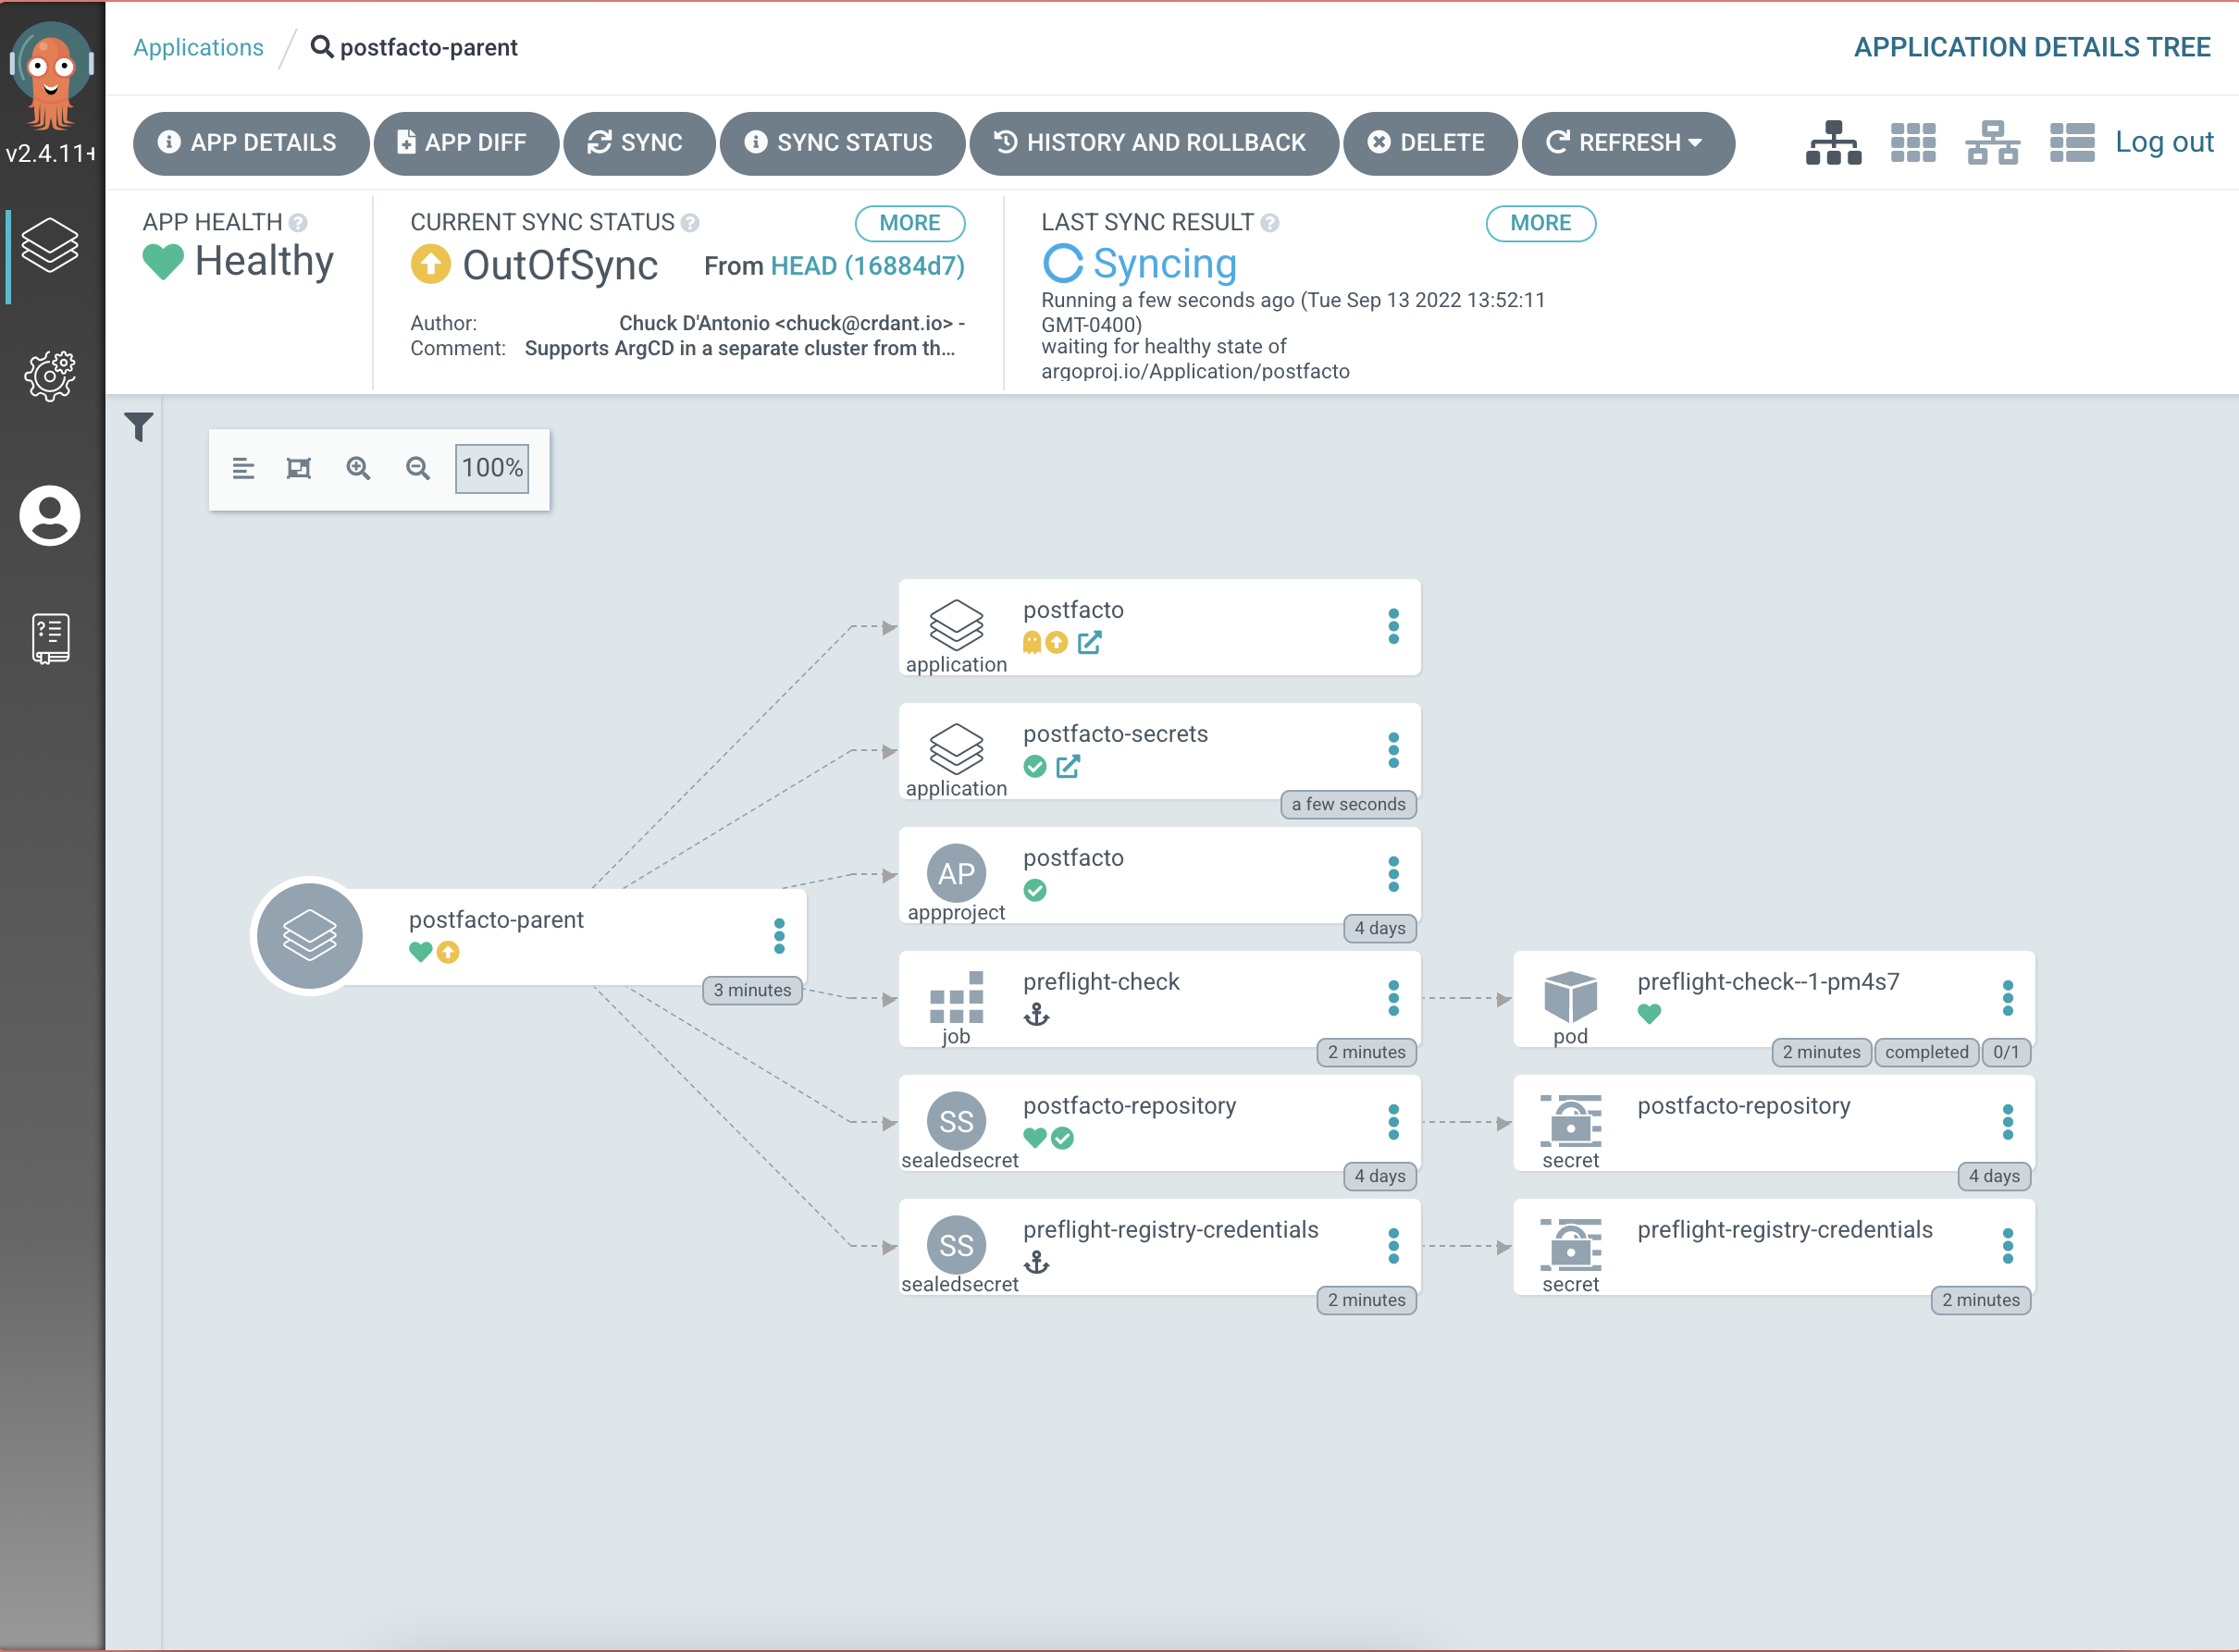 Applications / postfacto-parent
APPLICATION DETAILS TREE
v2.4.11+
APP DETAILS
APP DIFF
SYNC
SYNC STATUS
HISTORY AND ROLLBACK
DELETE
REFRESH
Log out
APP HEALTH
Healthy
CURRENT SYNC STATUS
MORE
OutOfSync
From HEAD (16884d7)
Author: Chuck D'Antonio <chuck@crdant.io> -
Comment: Supports ArgCD in a separate cluster from th...
LAST SYNC RESULT
MORE
Syncing
Running a few seconds ago (Tue Sep 13 2022 13:52:11
GMT-0400)
waiting for healthy state of
argoproj.io/Application/postfacto
100%
postfacto-parent
3 minutes
postfacto
application
postfacto-secrets
application
a few seconds
AP
postfacto
appproject
4 days
preflight-check
job
2 minutes
preflight-check--1-pm4s7
pod
2 minutes
completed
0/1
SS
postfacto-repository
sealedsecret
4 days
postfacto-repository
secret
4 days
SS
preflight-registry-credentials
sealedsecret
2 minutes
preflight-registry-credentials
secret
2 minutes